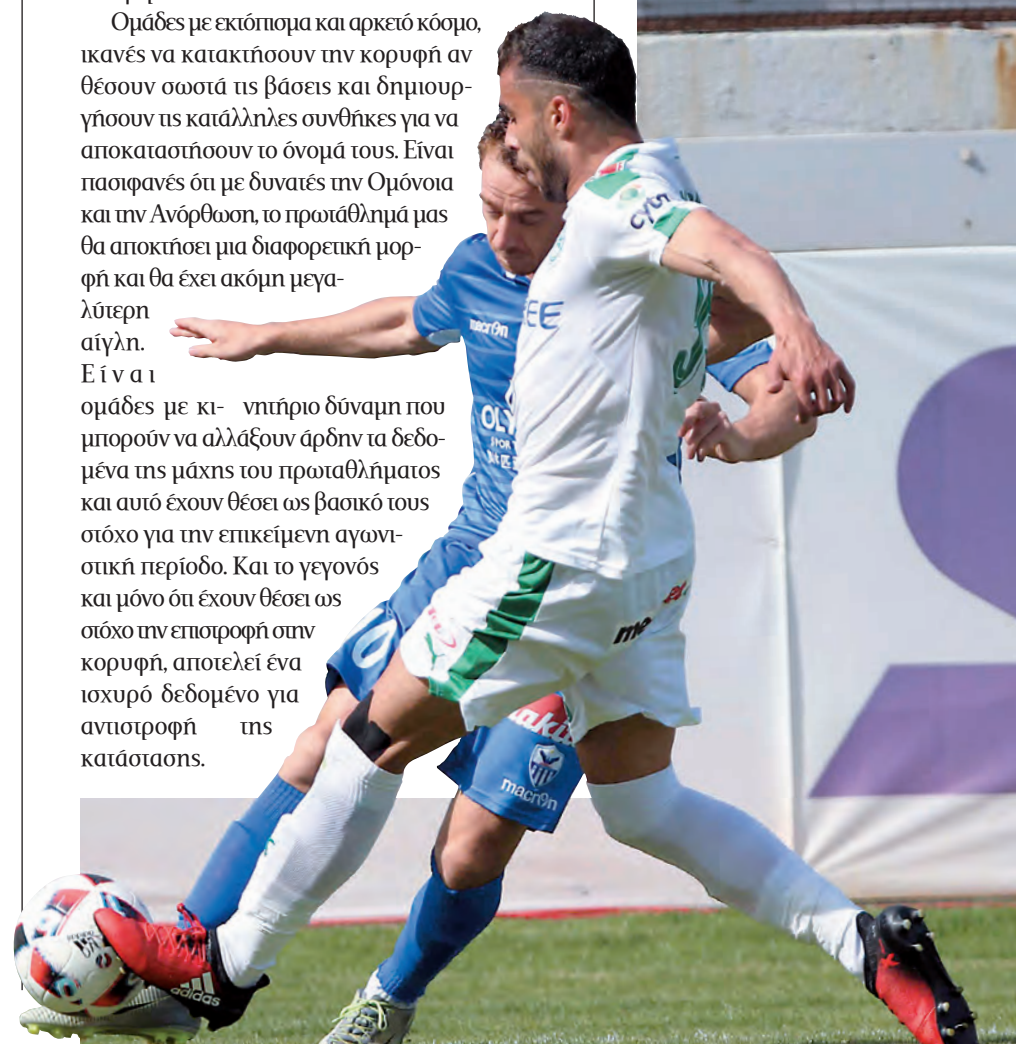 Ομάδες με εκτόπισμα και αρκετό κόσμο,
ικανές να κατακτήσουν την κορυφή αν
θέσουν σωστά τις βάσεις και δημιουρ-
γήσουν τις κατάλληλες συνθήκες για να
αποκαταστήσουν το όνομά τους. Είναι
πασιφανές ότι με δυνατές την Ομόνοια
και την Ανόρθωση, το πρωτάθλημά μας
θα αποκτήσει μια διαφορετική μορ-
φή και θα έχει ακόμη μεγα-
λύτερη
αίγλη.
Είναι
ομάδες με κι- νητήριο δύναμη που
μπορούν να αλλάξουν άρδην τα δεδο-
μένα της μάχης του πρωταθλήματος
και αυτό έχουν θέσει ως βασικό τους
στόχο για την επικείμενη αγωνι-
στική περίοδο. Και το γεγονός
και μόνο ότι έχουν θέσει ως
στόχο την επιστροφή στην
κορυφή, αποτελεί ένα
ισχυρό δεδομένο για
αντιστροφή της
κατάστασης.
macron
10
macron
adidas